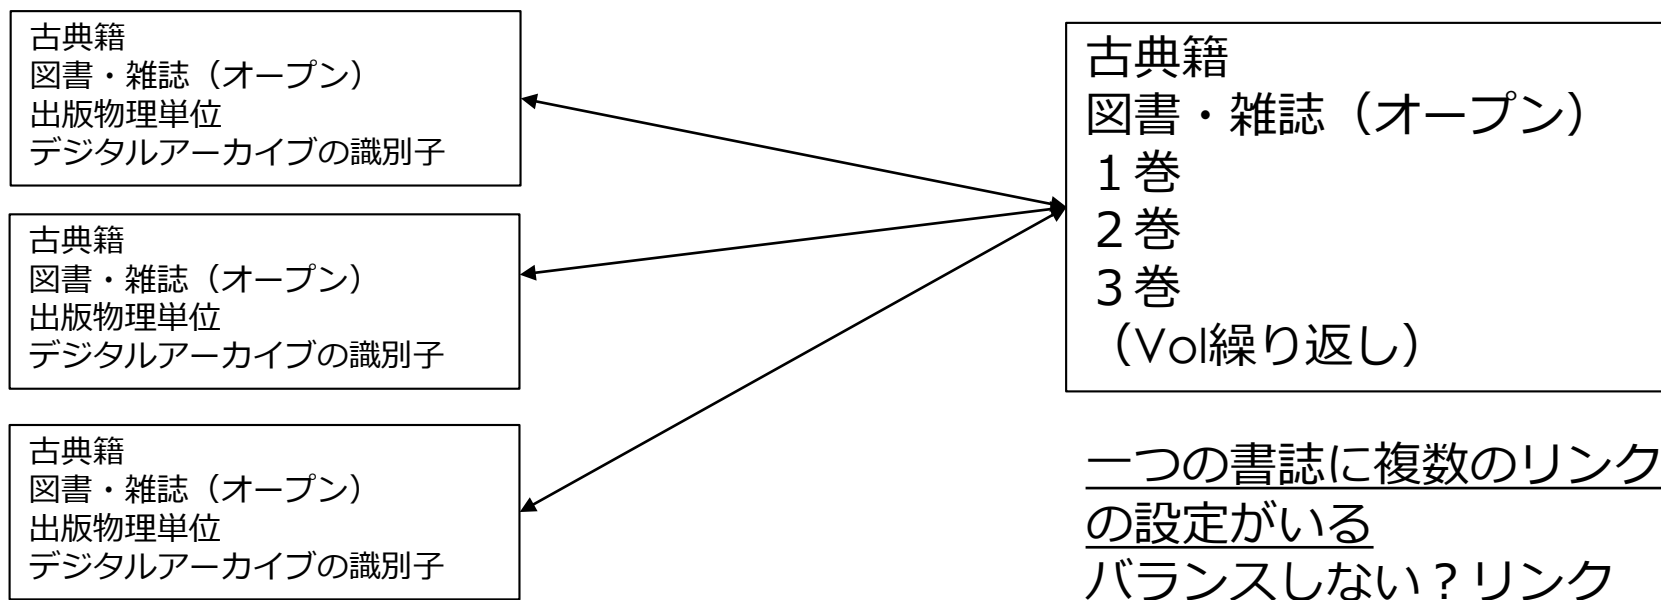 古典籍
図書・雑誌（オープン）
出版物理単位
デジタルアーカイブの識別子
古典籍
図書・雑誌（オープン）
出版物理単位
デジタルアーカイブの識別子
古典籍
図書・雑誌（オープン）
出版物理単位
デジタルアーカイブの識別子
古典籍
図書・雑誌（オープン）
１巻
２巻
３巻
（Vol繰り返し）
一つの書誌に複数のリンク
の設定がいる
バランスしない？リンク